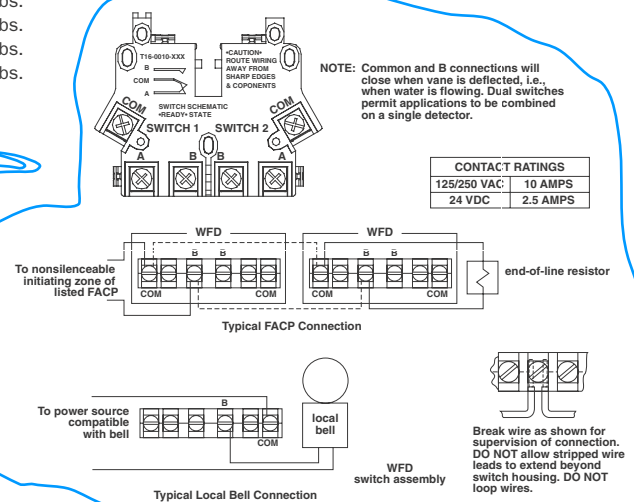 bs.
bs.
bs.
bs.
T16-0010-XXX
B
COM
A
•CAUTION•
ROUTE WIRING
AWAY FROM
SHARP EDGES
& COPONENTS
SWITCH SCHEMATIC
•READY• STATE
COM
COM
SWITCH 1
SWITCH 2
A
B
B
A
NOTE: Common and B connections will
close when vane is deflected, i.e.,
when water is flowing. Dual switches
permit applications to be combined
on a single detector.
CONTACT RATINGS
125/250 VAC 10 AMPS
24 VDC 2.5 AMPS
WFD
WFD
B
B
B
B
To nonsilenceable
initiating zone of
listed FACP
COM
COM
COM
COM
end-of-line resistor
Typical FACP Connection
To power source
compatible
with bell
B
COM
local
bell
WFD
switch assembly
Typical Local Bell Connection
Break wire as shown for
supervision of connection.
DO NOT allow stripped wire
leads to extend beyond
switch housing. DO NOT
loop wires.